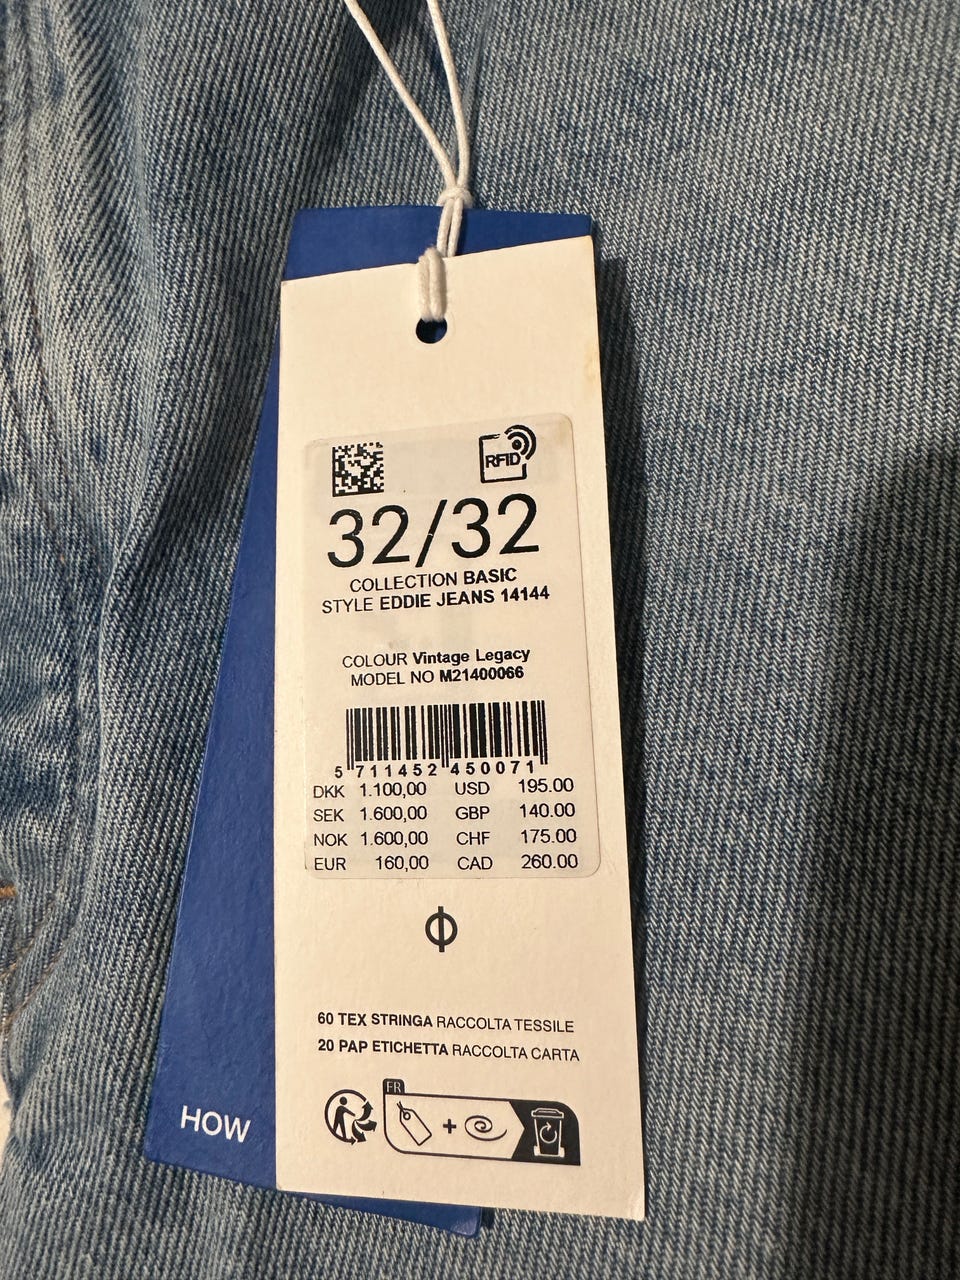 RFID
32/32
COLLECTION BASIC
STYLE EDDIE JEANS 14144
COLOUR Vintage Legacy
MODEL NO M21400066
5 711452 450071
DKK 1.100,00 USD 195.00
SEK 1.600,00 GBP 140.00
NOK 1.600,00 CHF 175.00
EUR 160,00 CAD 260.00
60 TEX STRINGA RACCOLTA TESSILE
20 PAP ETICHETTA RACCOLTA CARTA
FR
+
HOW